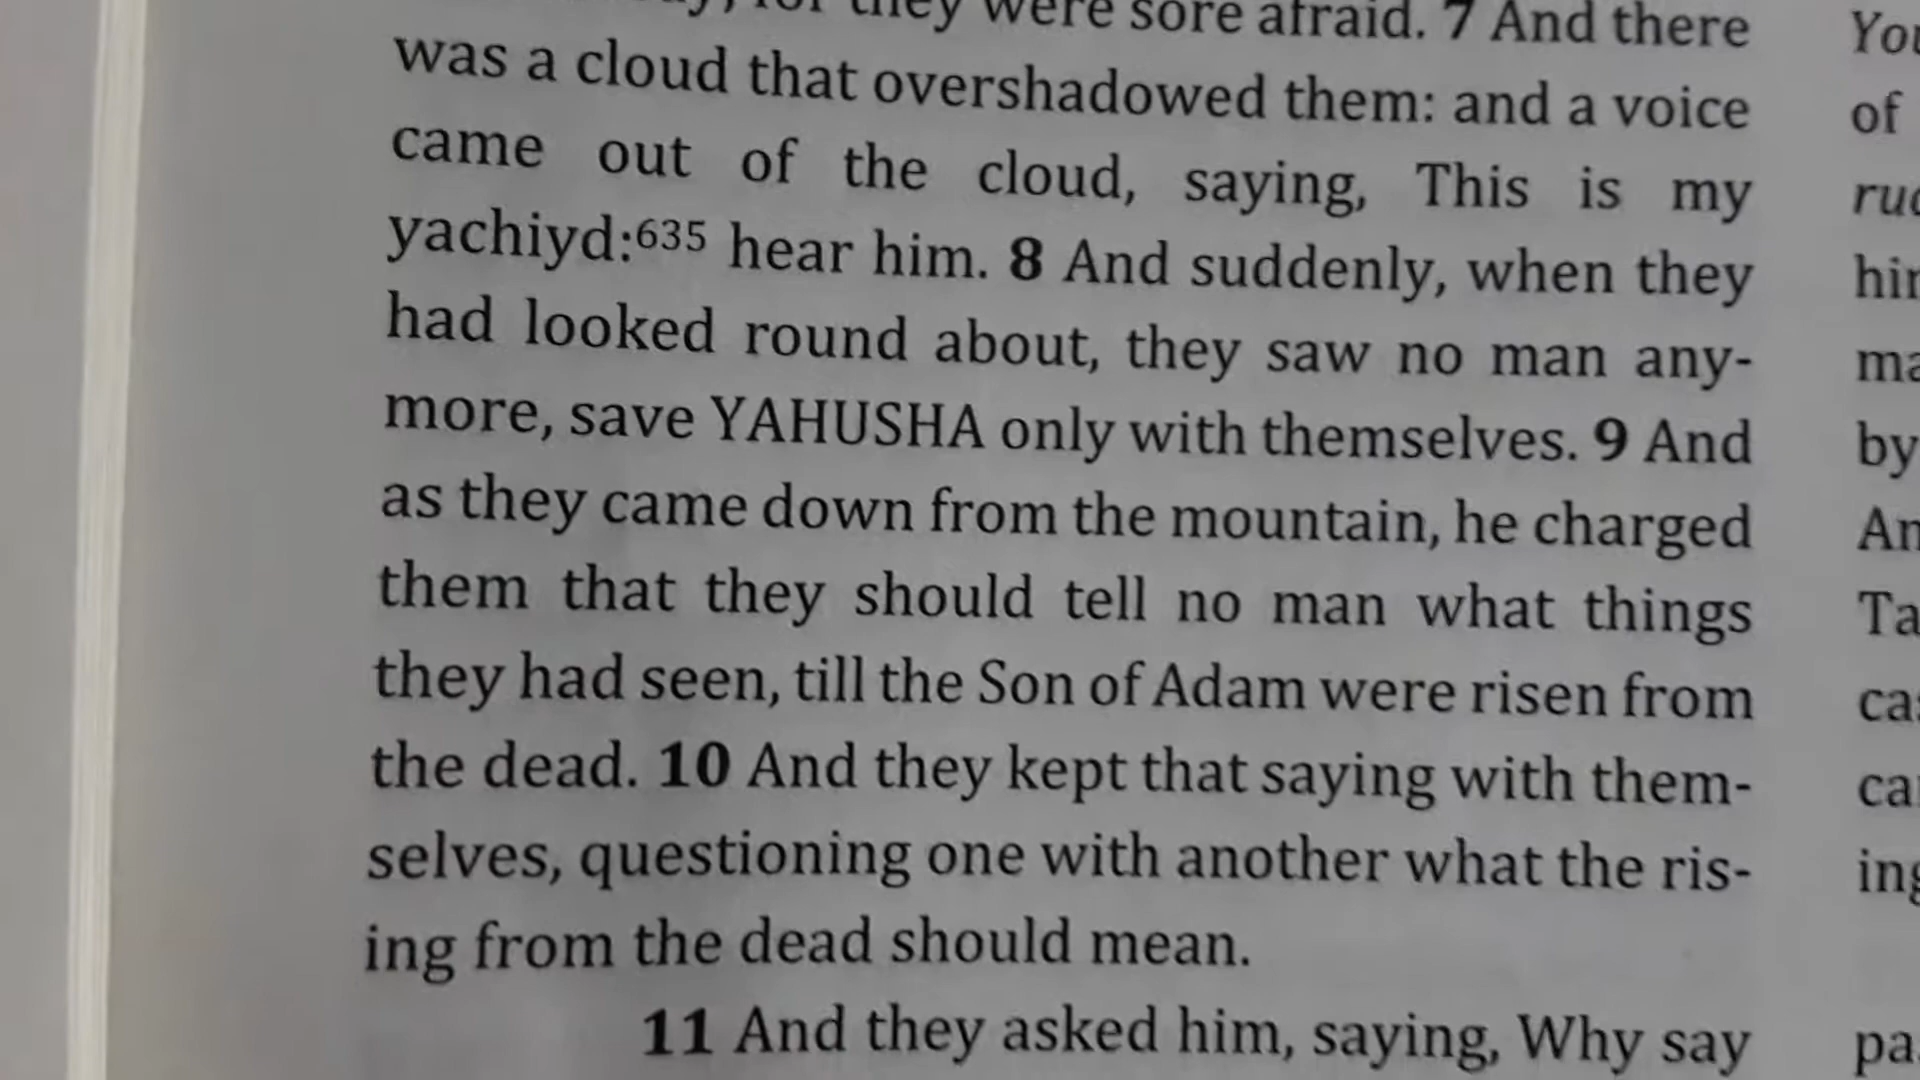 for they were sore afraid. 7 And there
was a cloud that overshadowed them: and a voice
came out of the cloud, saying, This is my
yachiyd:635 hear him. 8 And suddenly, when they
had looked round about, they saw no man any-
more, save YAHUSHA only with themselves. 9 And
as they came down from the mountain, he charged
them that they should tell no man what things
they had seen, till the Son of Adam were risen from
the dead. 10 And they kept that saying with them-
selves, questioning one with another what the ris-
ing from the dead should mean.
11 And they asked him, saying, Why say
of
by